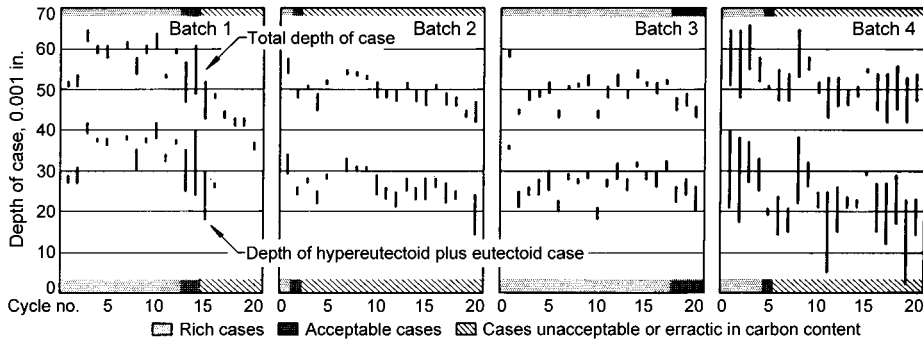 Batch 1
Batch 2
Batch 3
Batch 4
Depth of case, 0.001 in.
70
60
50
40
30
20
10
0
Total depth of case
Depth of hypereutectoid plus eutectoid case
Cycle no.
5 10 15 20
0 5 10 15 20
0 5 10 15 20
0 5 10 15 20
Rich cases
Acceptable cases
Cases unacceptable or erractic in carbon content